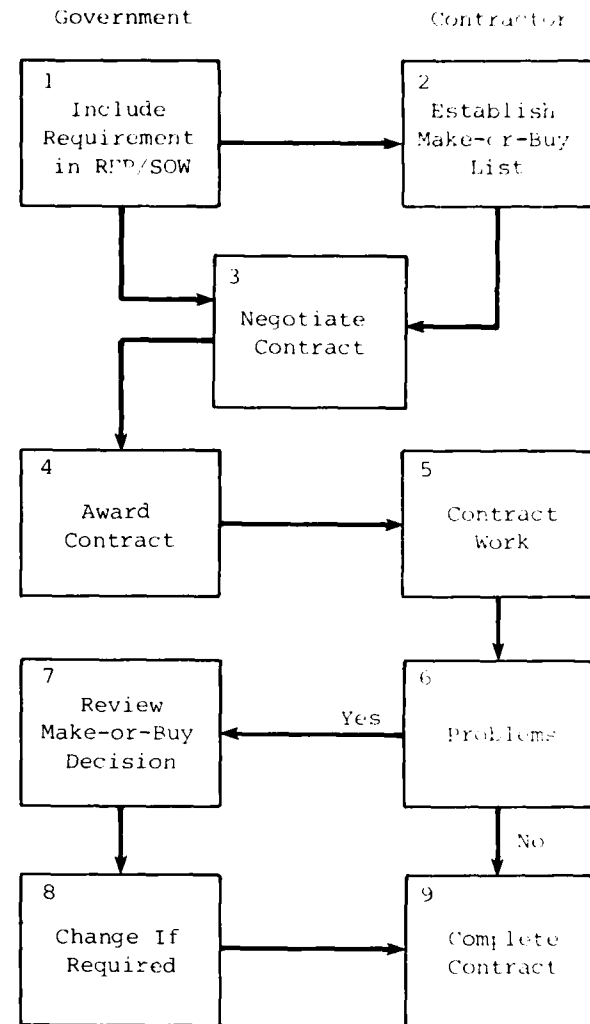 Government
Contractor
1
Include
Requirement
in RFP/SOW
2
Establish
Make-or-Buy
List
3
Negotiate
Contract
4
Award
Contract
5
Contract
Work
7
Review
Make-or-Buy
Decision
Yes
6
Problems
No
8
Change If
Required
9
Complete
Contract